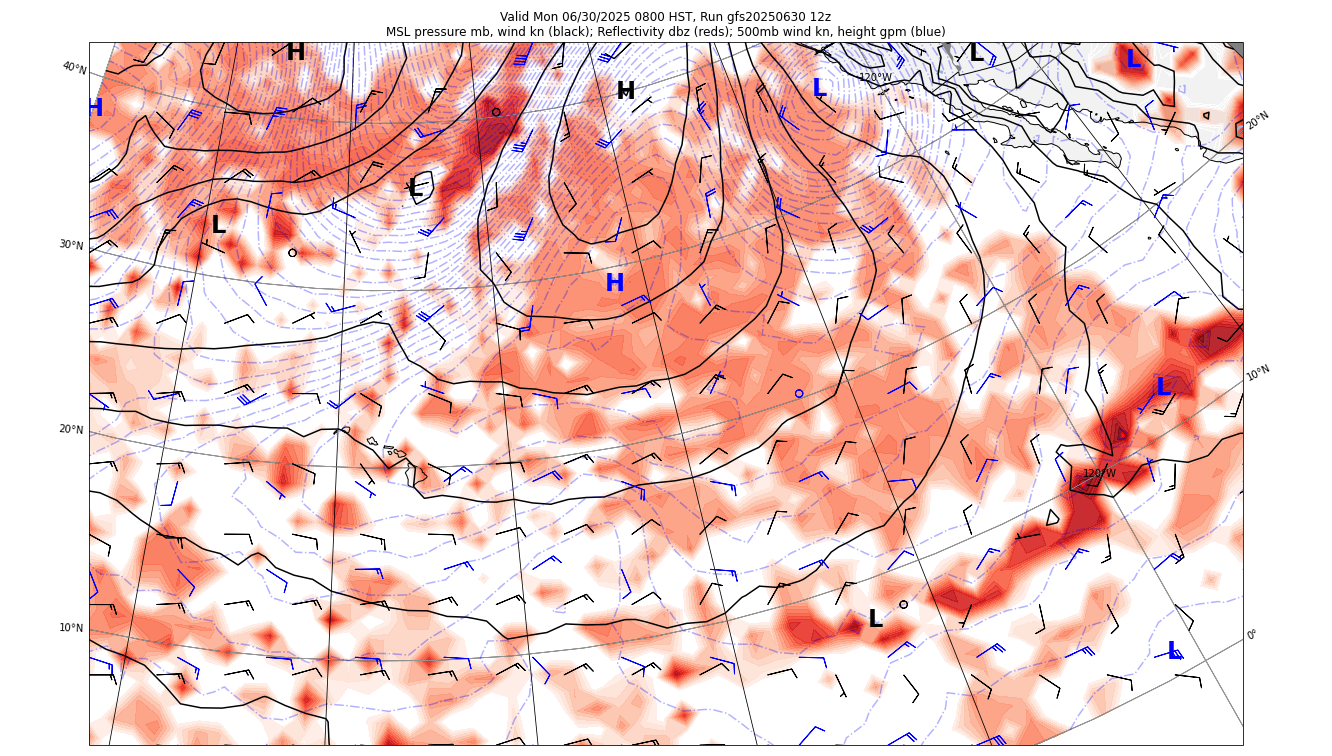 Valid Mon 06/30/2025 0800 HST, Run gfs20250630 12z
MSL pressure mb, wind kn (black); Reflectivity dbz (reds); 500mb wind kn, height gpm (blue)
H
L
L
40°N
120°W
L
H
H
20°N
L
L
30°N
H
10°N
L
20°N
120°W
L
10°N
0°
L